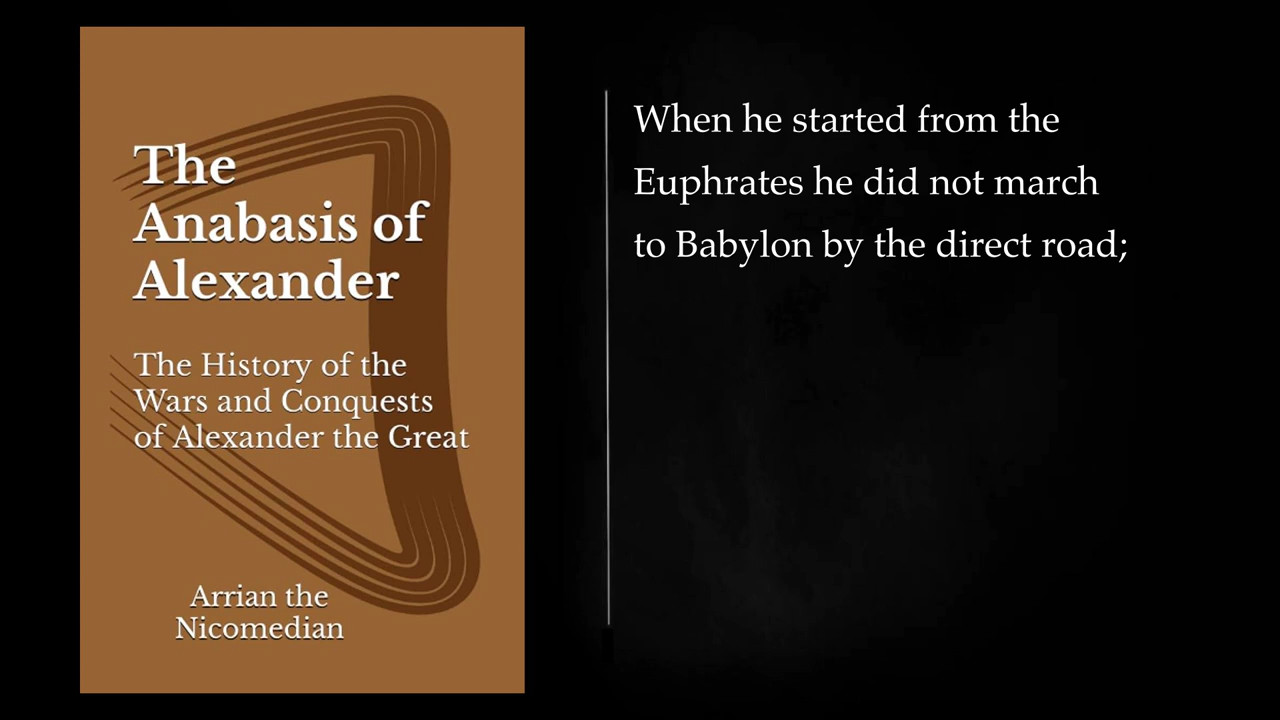 The
Anabasis of
Alexander
The History of the
Wars and Conquests
of Alexander the Great
Arrian the
Nicomedian
When he started from the
Euphrates he did not march
to Babylon by the direct road;